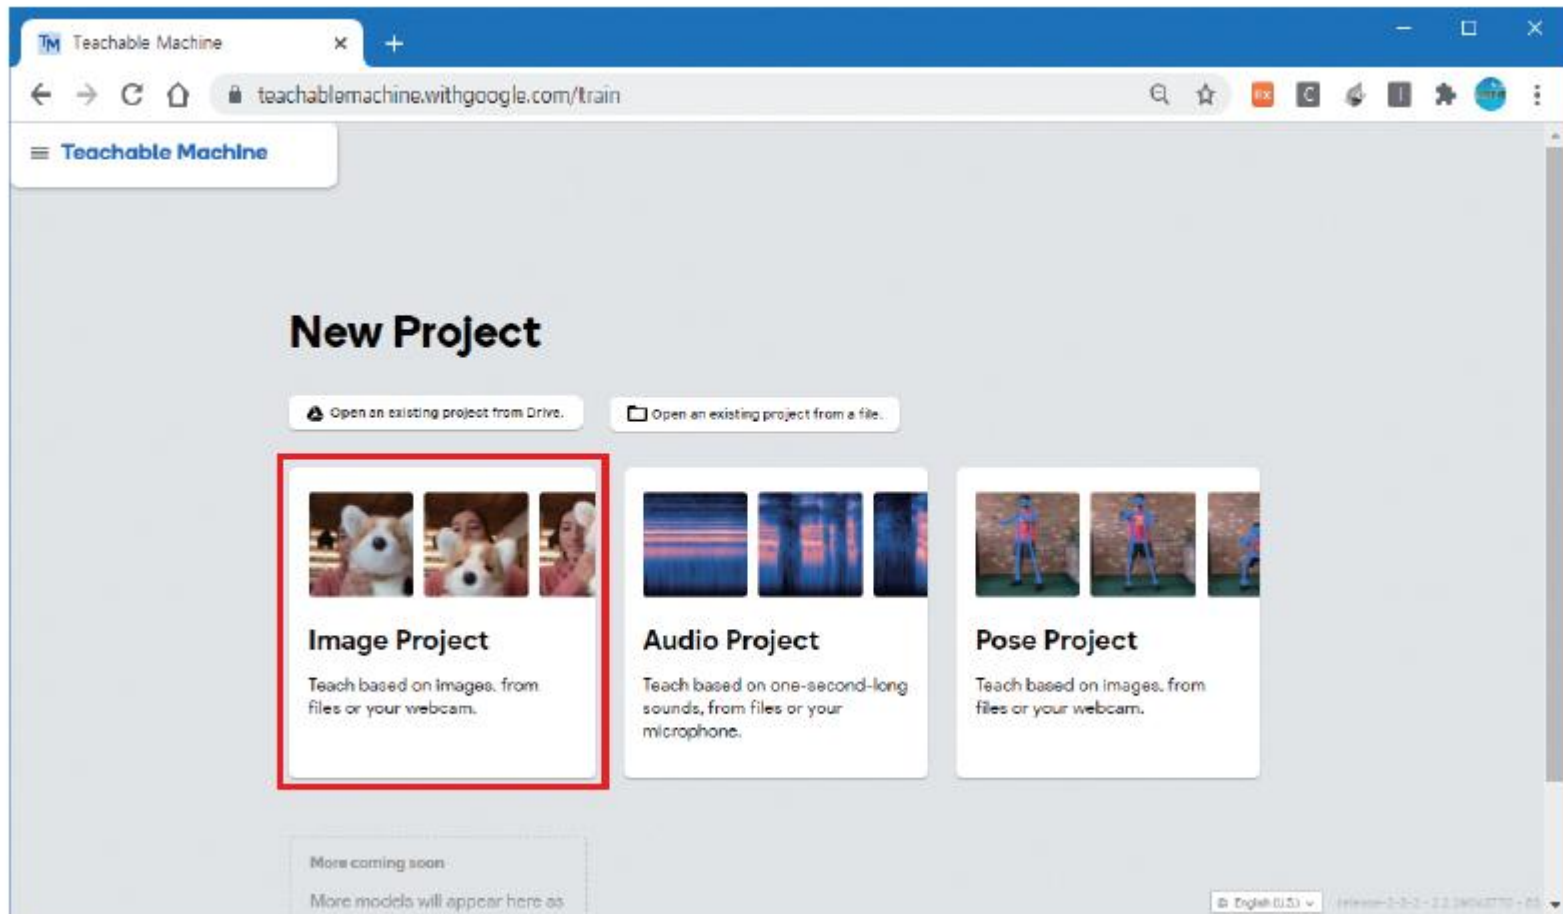 TM Teachable Machine
teachablemachine.withgoogle.com/train
Teachable Machine
New Project
Open an existing project from Drive.
Open an existing project from a file.
Image Project
Teach based on images, from
files or your webcam.
Audio Project
Teach based on one-second-long
sounds, from files or your
microphone.
Pose Project
Teach based on images, from
files or your webcam.
More coming soon
More models will appear here as
English (U.S.)